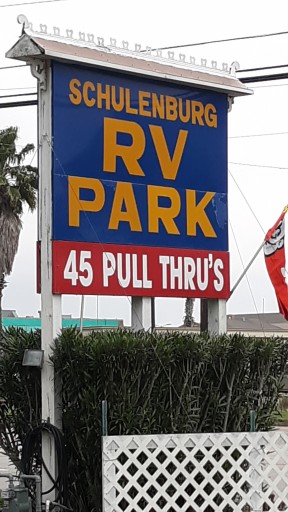 SCHULENBURG
RV
PARK
45 PULL THRU'S